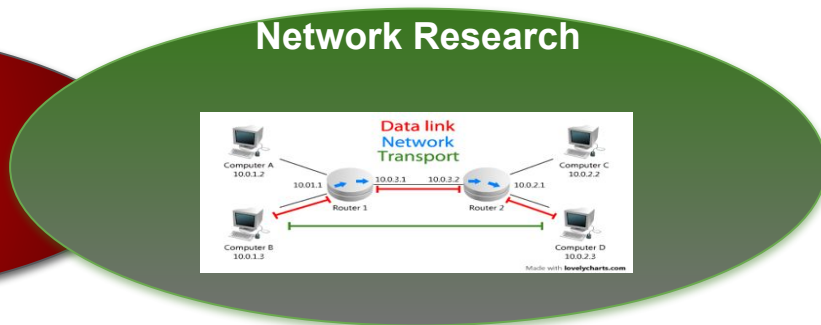 Network Research
Data link
Network
Transport
Computer A
10.0.1.2
Computer C
10.0.2.2
10.01.1
10.0.3.1
10.0.3.2
10.0.2.1
Router 1
Router 2
Computer B
10.0.1.3
Computer D
10.0.2.3
Made with lovelycharts.com